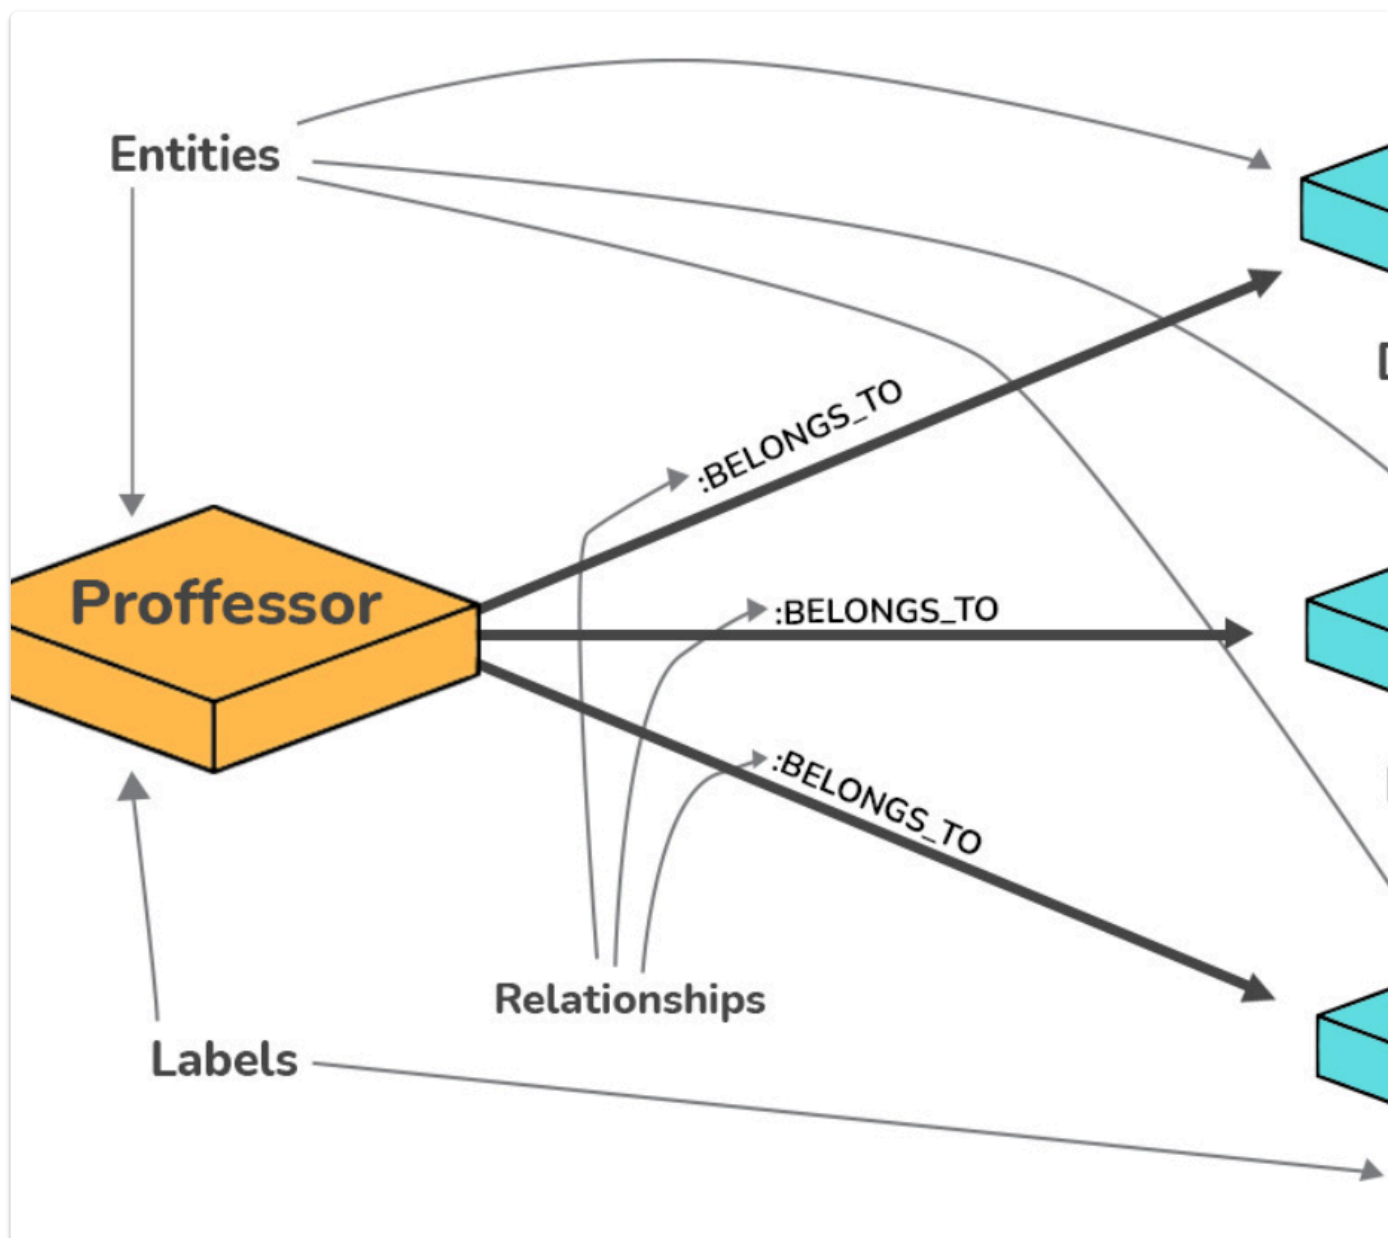 Entities
:BELONGS_TO
Proffessor
:BELONGS_TO
:BELONGS_TO
Relationships
Labels